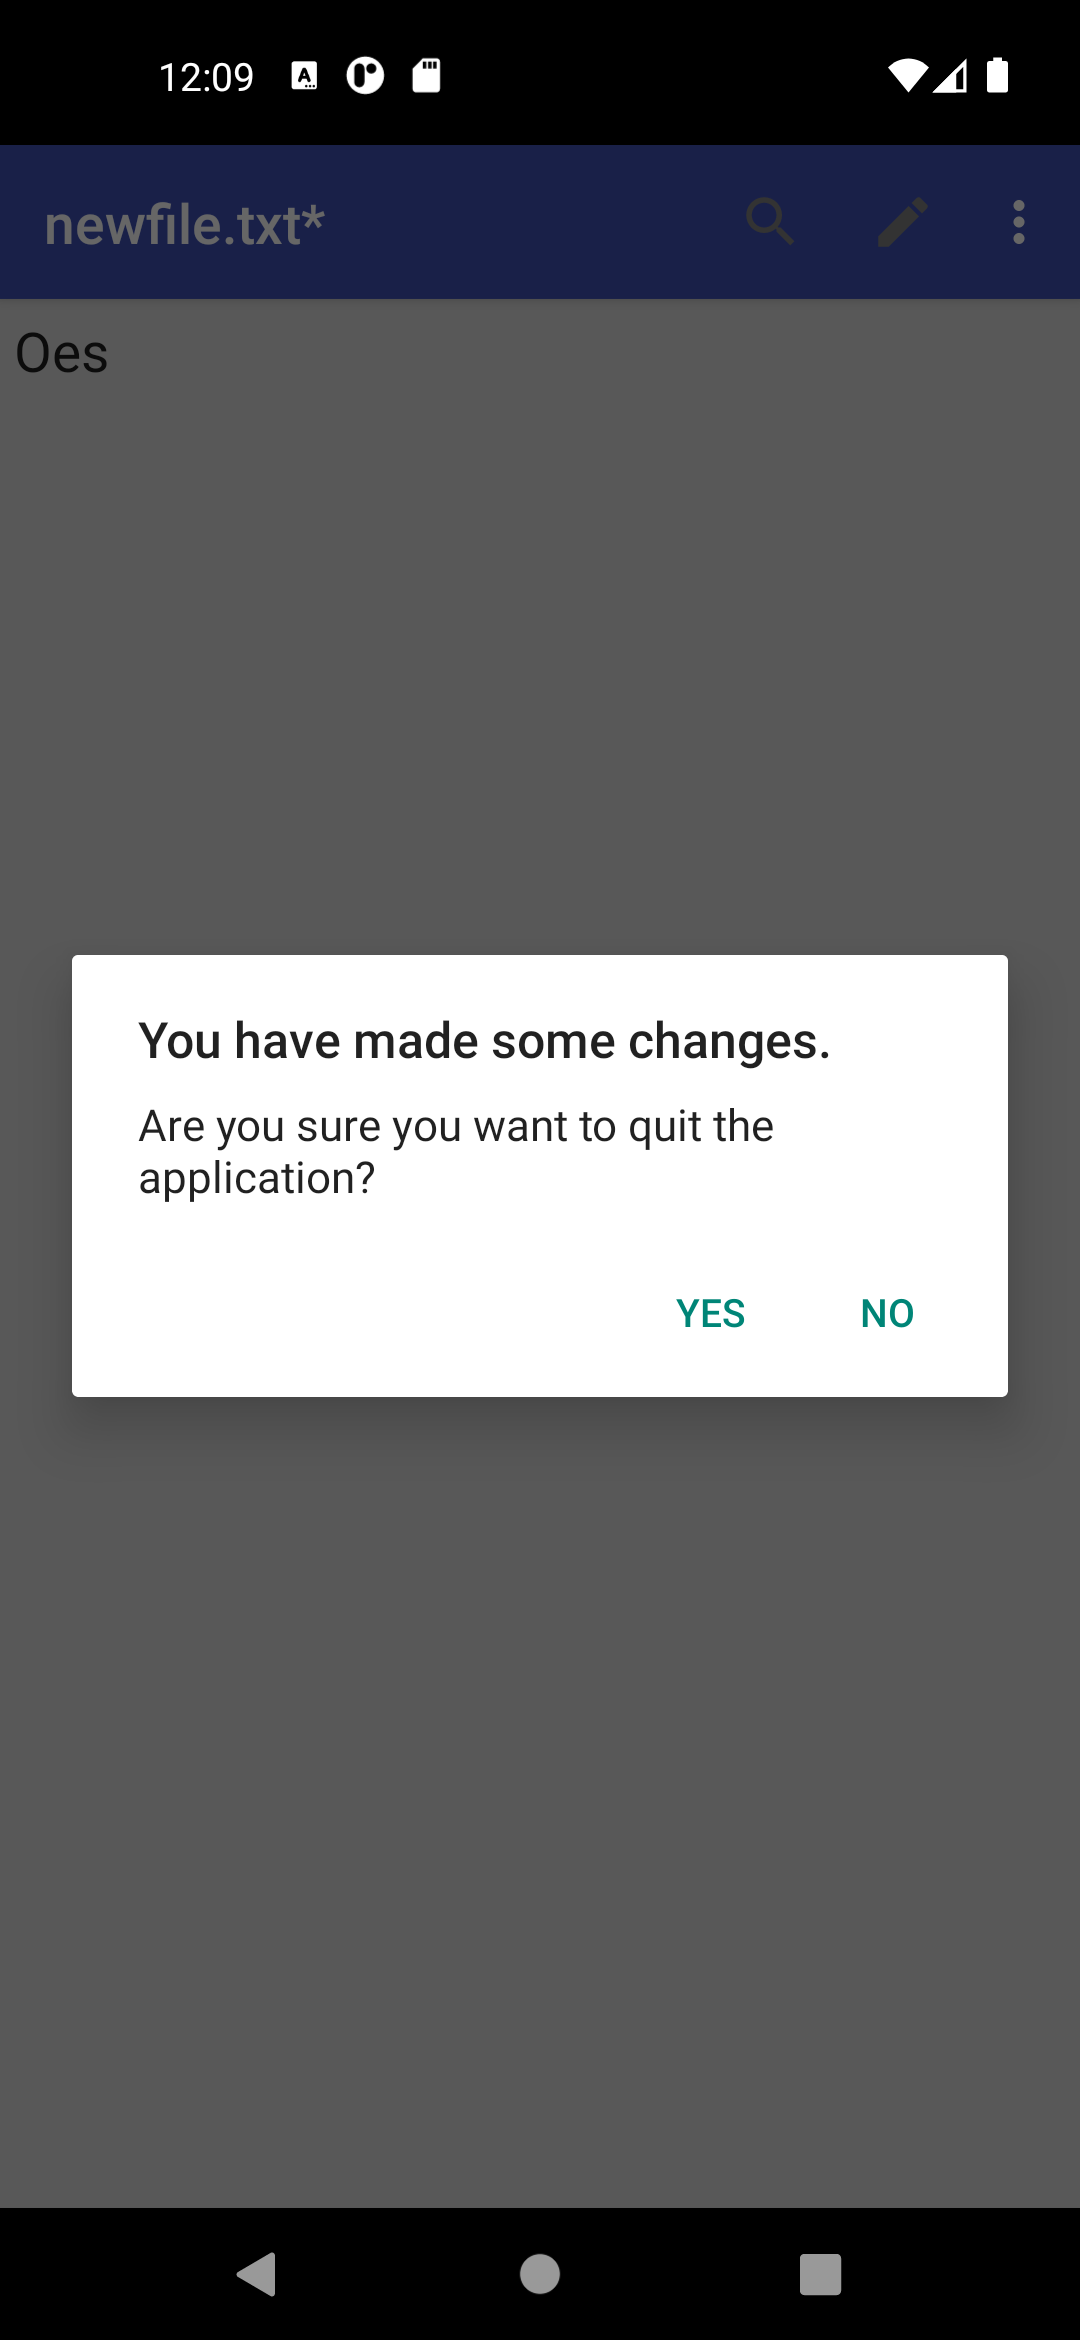 12:09
newfile.txt*
Oes
You have made some changes.
Are you sure you want to quit the
application?
YES
NO